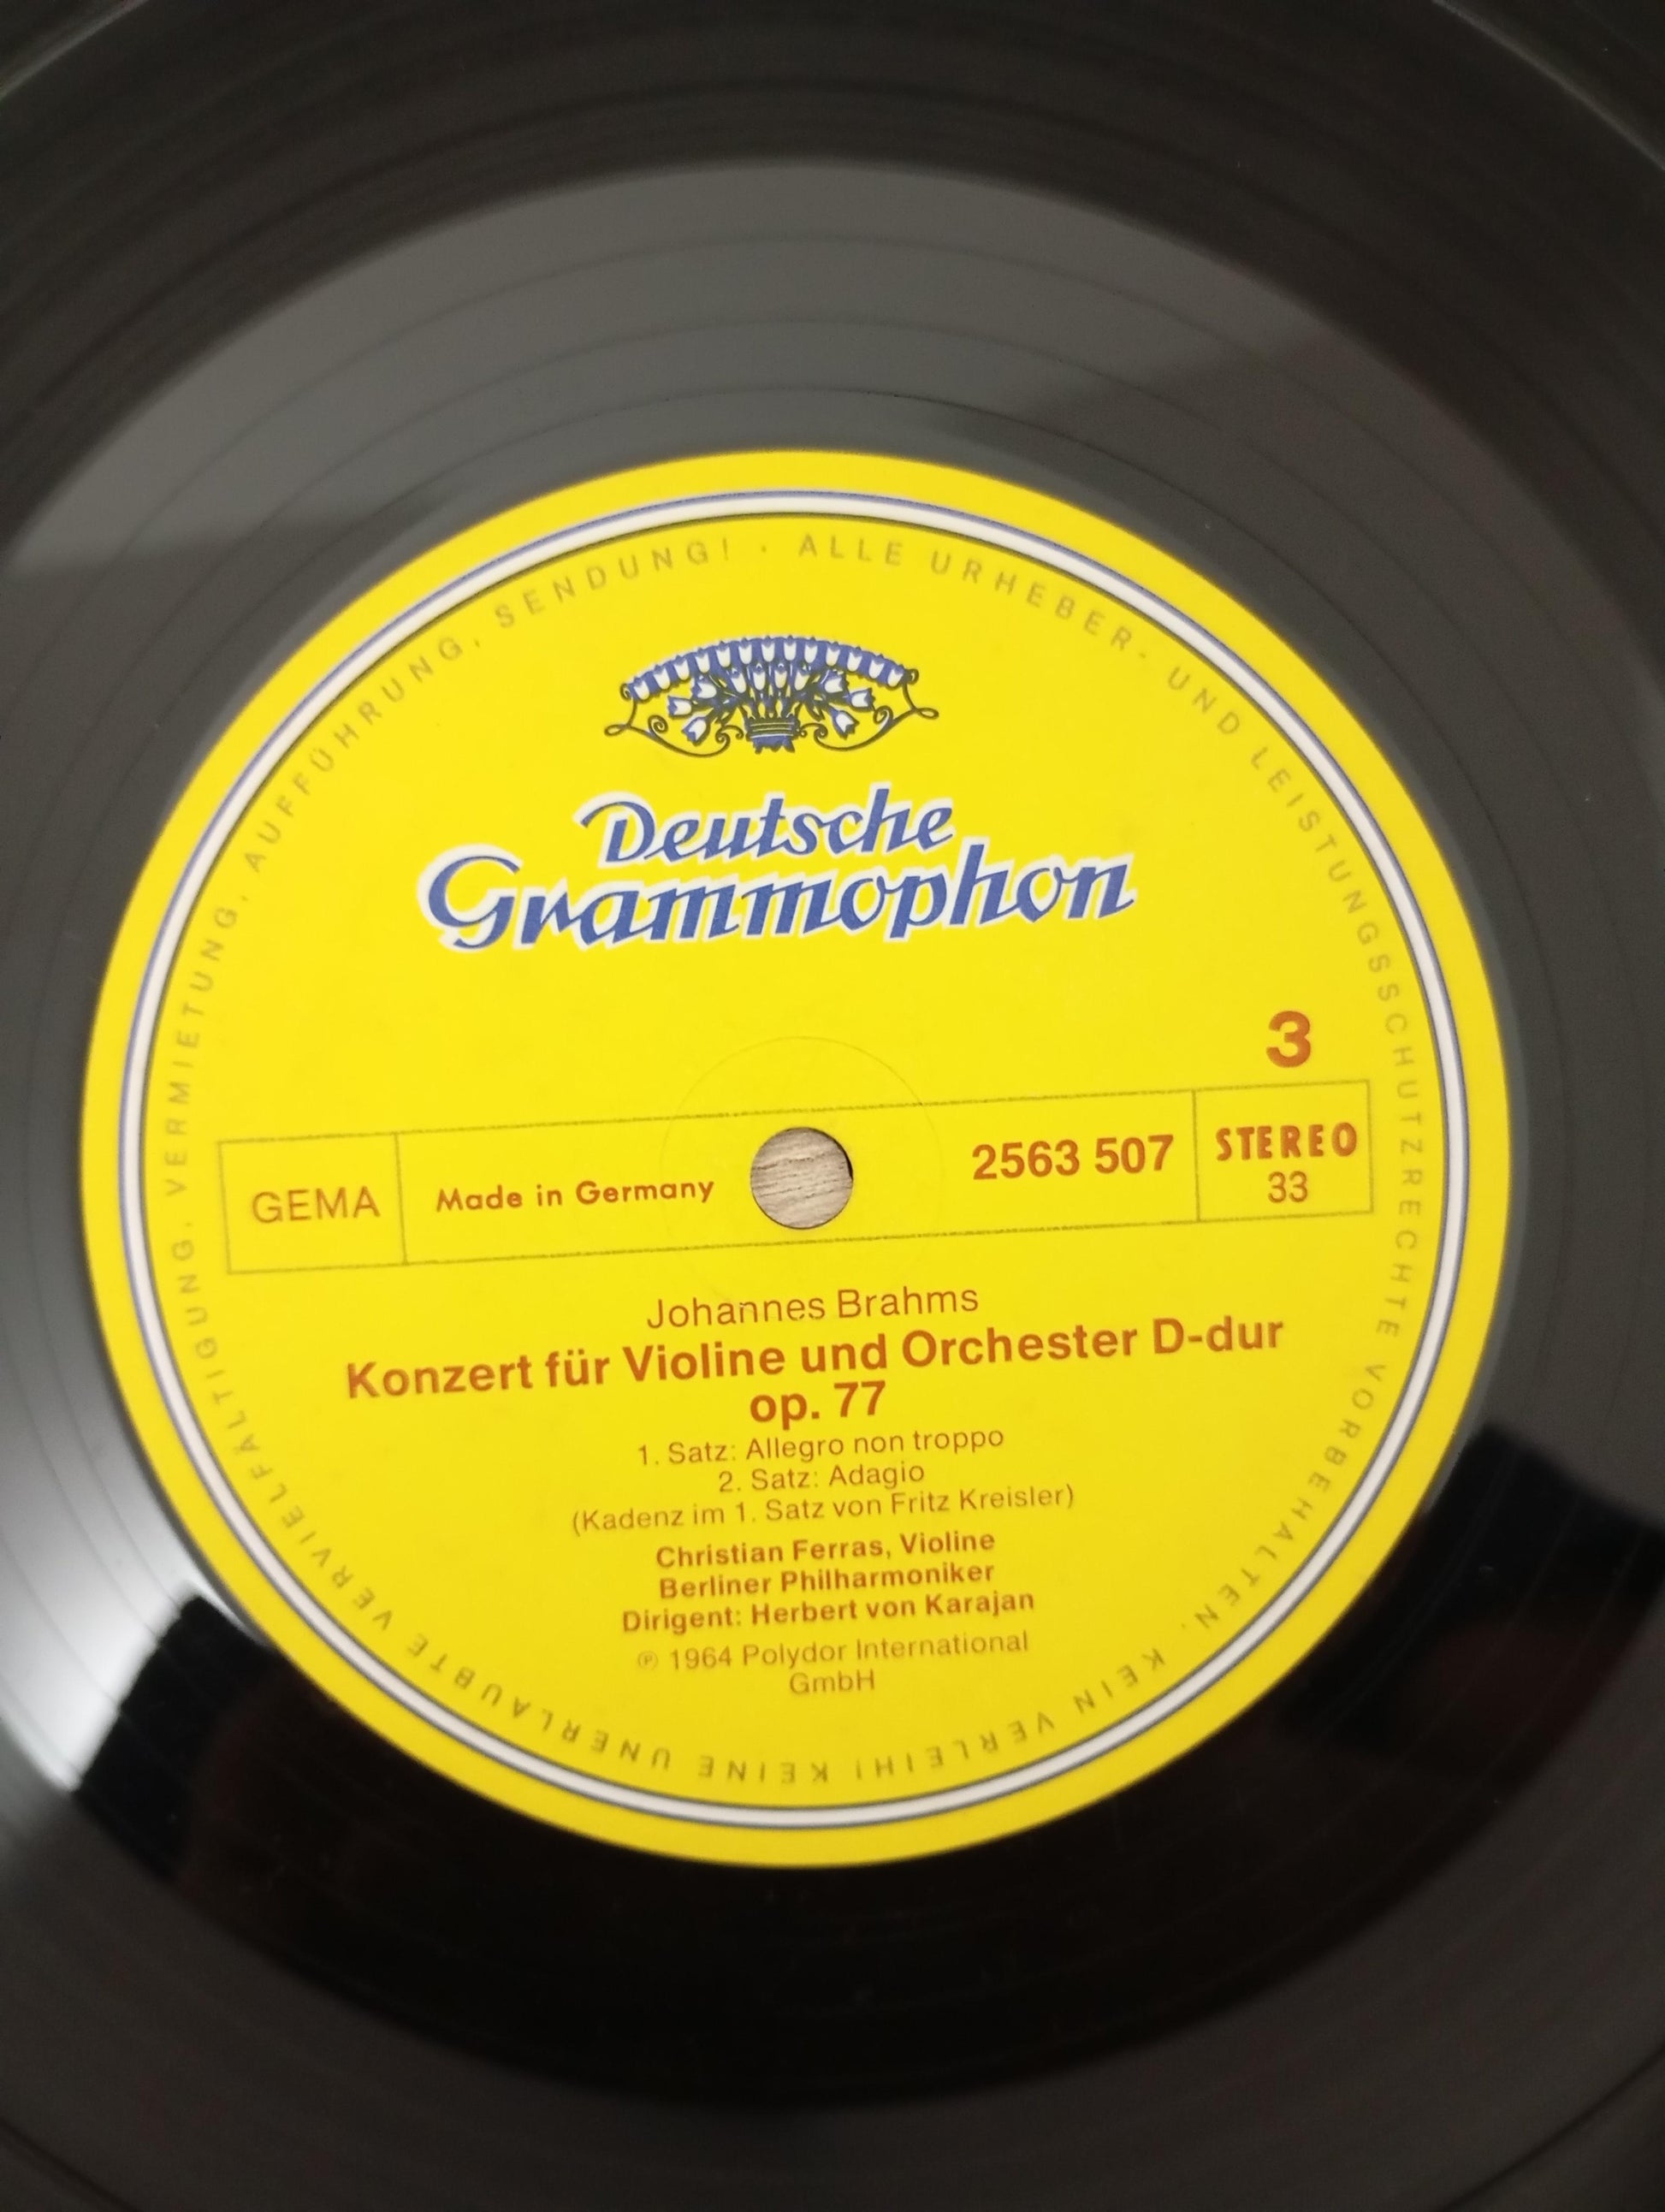 ALLE URHEBER- UND LEISTUNGSSCHUTZRECHTE VORBEHALTEN. KEIN VERLEIH! KEINE UNERLAUBTE VERVIELFÄLTIGUNG, VERMIETUNG, AUFFÜHRUNG, SENDUNG! ·
Deutsche
Grammophon
3
GEMA Made in Germany 2563 507 STEREO
33
Johannes Brahms
Konzert für Violine und Orchester D-dur
op. 77
1. Satz: Allegro non troppo
2. Satz: Adagio
(Kadenz im 1. Satz von Fritz Kreisler)
Christian Ferras, Violine
Berliner Philharmoniker
Dirigent: Herbert von Karajan
℗ 1964 Polydor International
GmbH